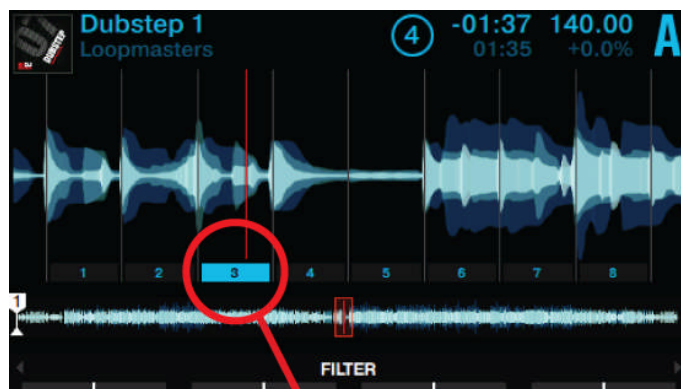 Dubstep 1
Loopmasters
4
-01:37 140.00
01:35 +0.0%
A
DUBSTEP
1 2 3 4 5 6 7 8
1
FILTER